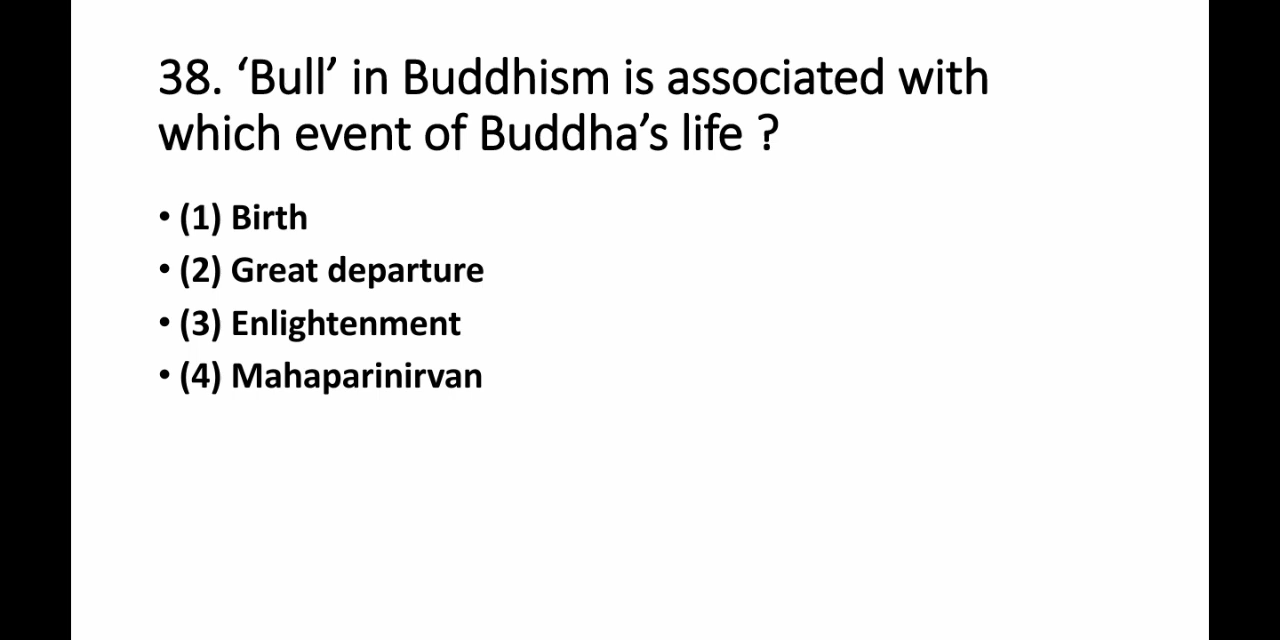 38. ‘Bull’ in Buddhism is associated with
which event of Buddha’s life ?
• (1) Birth
• (2) Great departure
• (3) Enlightenment
• (4) Mahaparinirvan